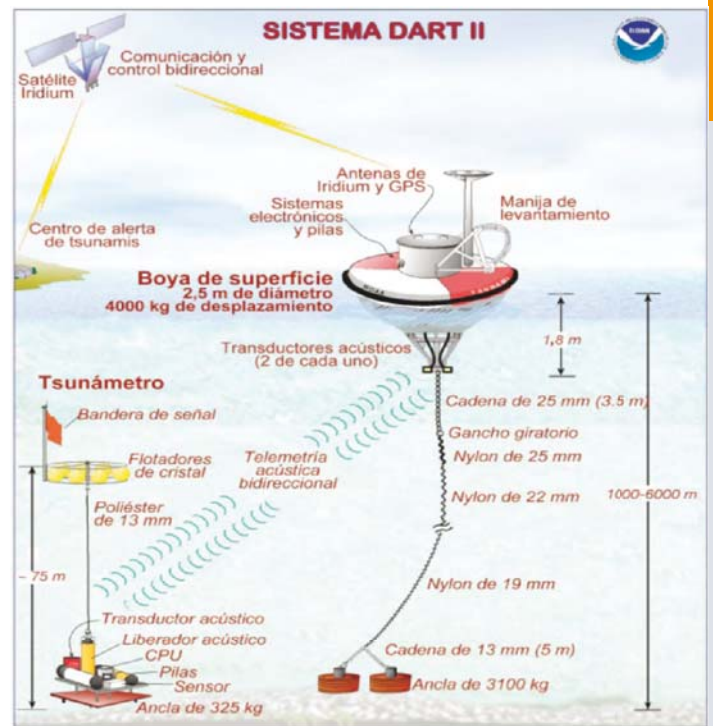 SISTEMA DART II
Comunicación y
control bidireccional
Satélite
Iridium
Antenas de
Iridium y GPS
Sistemas
electrónicos
y pilas
Manija de
levantamiento
Centro de alerta
de tsunamis
Boya de superficie
2,5 m de diámetro
4000 kg de desplazamiento
Transductores acústicos
(2 de cada uno)
1,8 m
Tsunámetro
Bandera de señal
Cadena de 25 mm (3.5 m)
Gancho giratorio
Flotadores
de cristal
Telemetría
acústica
bidireccional
Nylon de 25 mm
Nylon de 22 mm
1000-6000 m
Poliéster
de 13 mm
~ 75 m
Nylon de 19 mm
Transductor acústico
Liberador acústico
CPU
Pilas
Sensor
Ancla de 325 kg
Cadena de 13 mm (5 m)
Ancla de 3100 kg